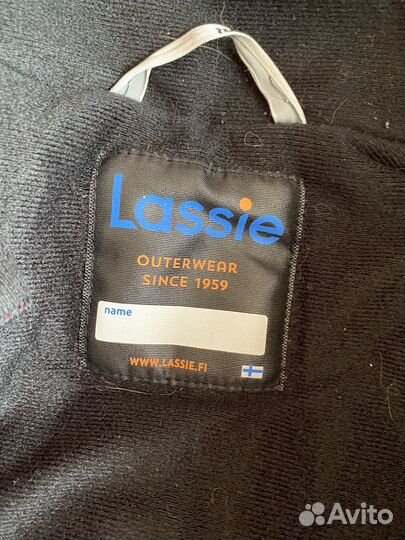 Lassie
OUTERWEAR
SINCE 1959
name
WWW.LASSIE.FI
Avito